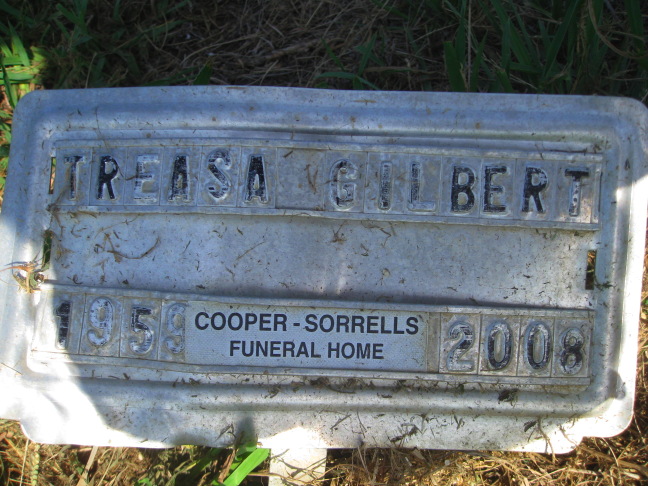 TREASA GILBERT
1959 COOPER - SORRELLS FUNERAL HOME 2008